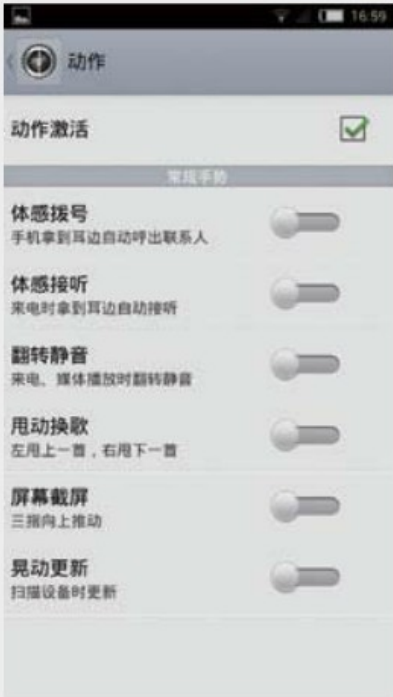 16:59
动作
动作激活
常规手势
体感拨号
手机拿到耳边自动呼出联系人
体感接听
来电时拿到耳边自动接听
翻转静音
来电、媒体播放时翻转静音
甩动换歌
左甩上一首，右甩下一首
屏幕截屏
三指向上推动
晃动更新
扫描设备时更新